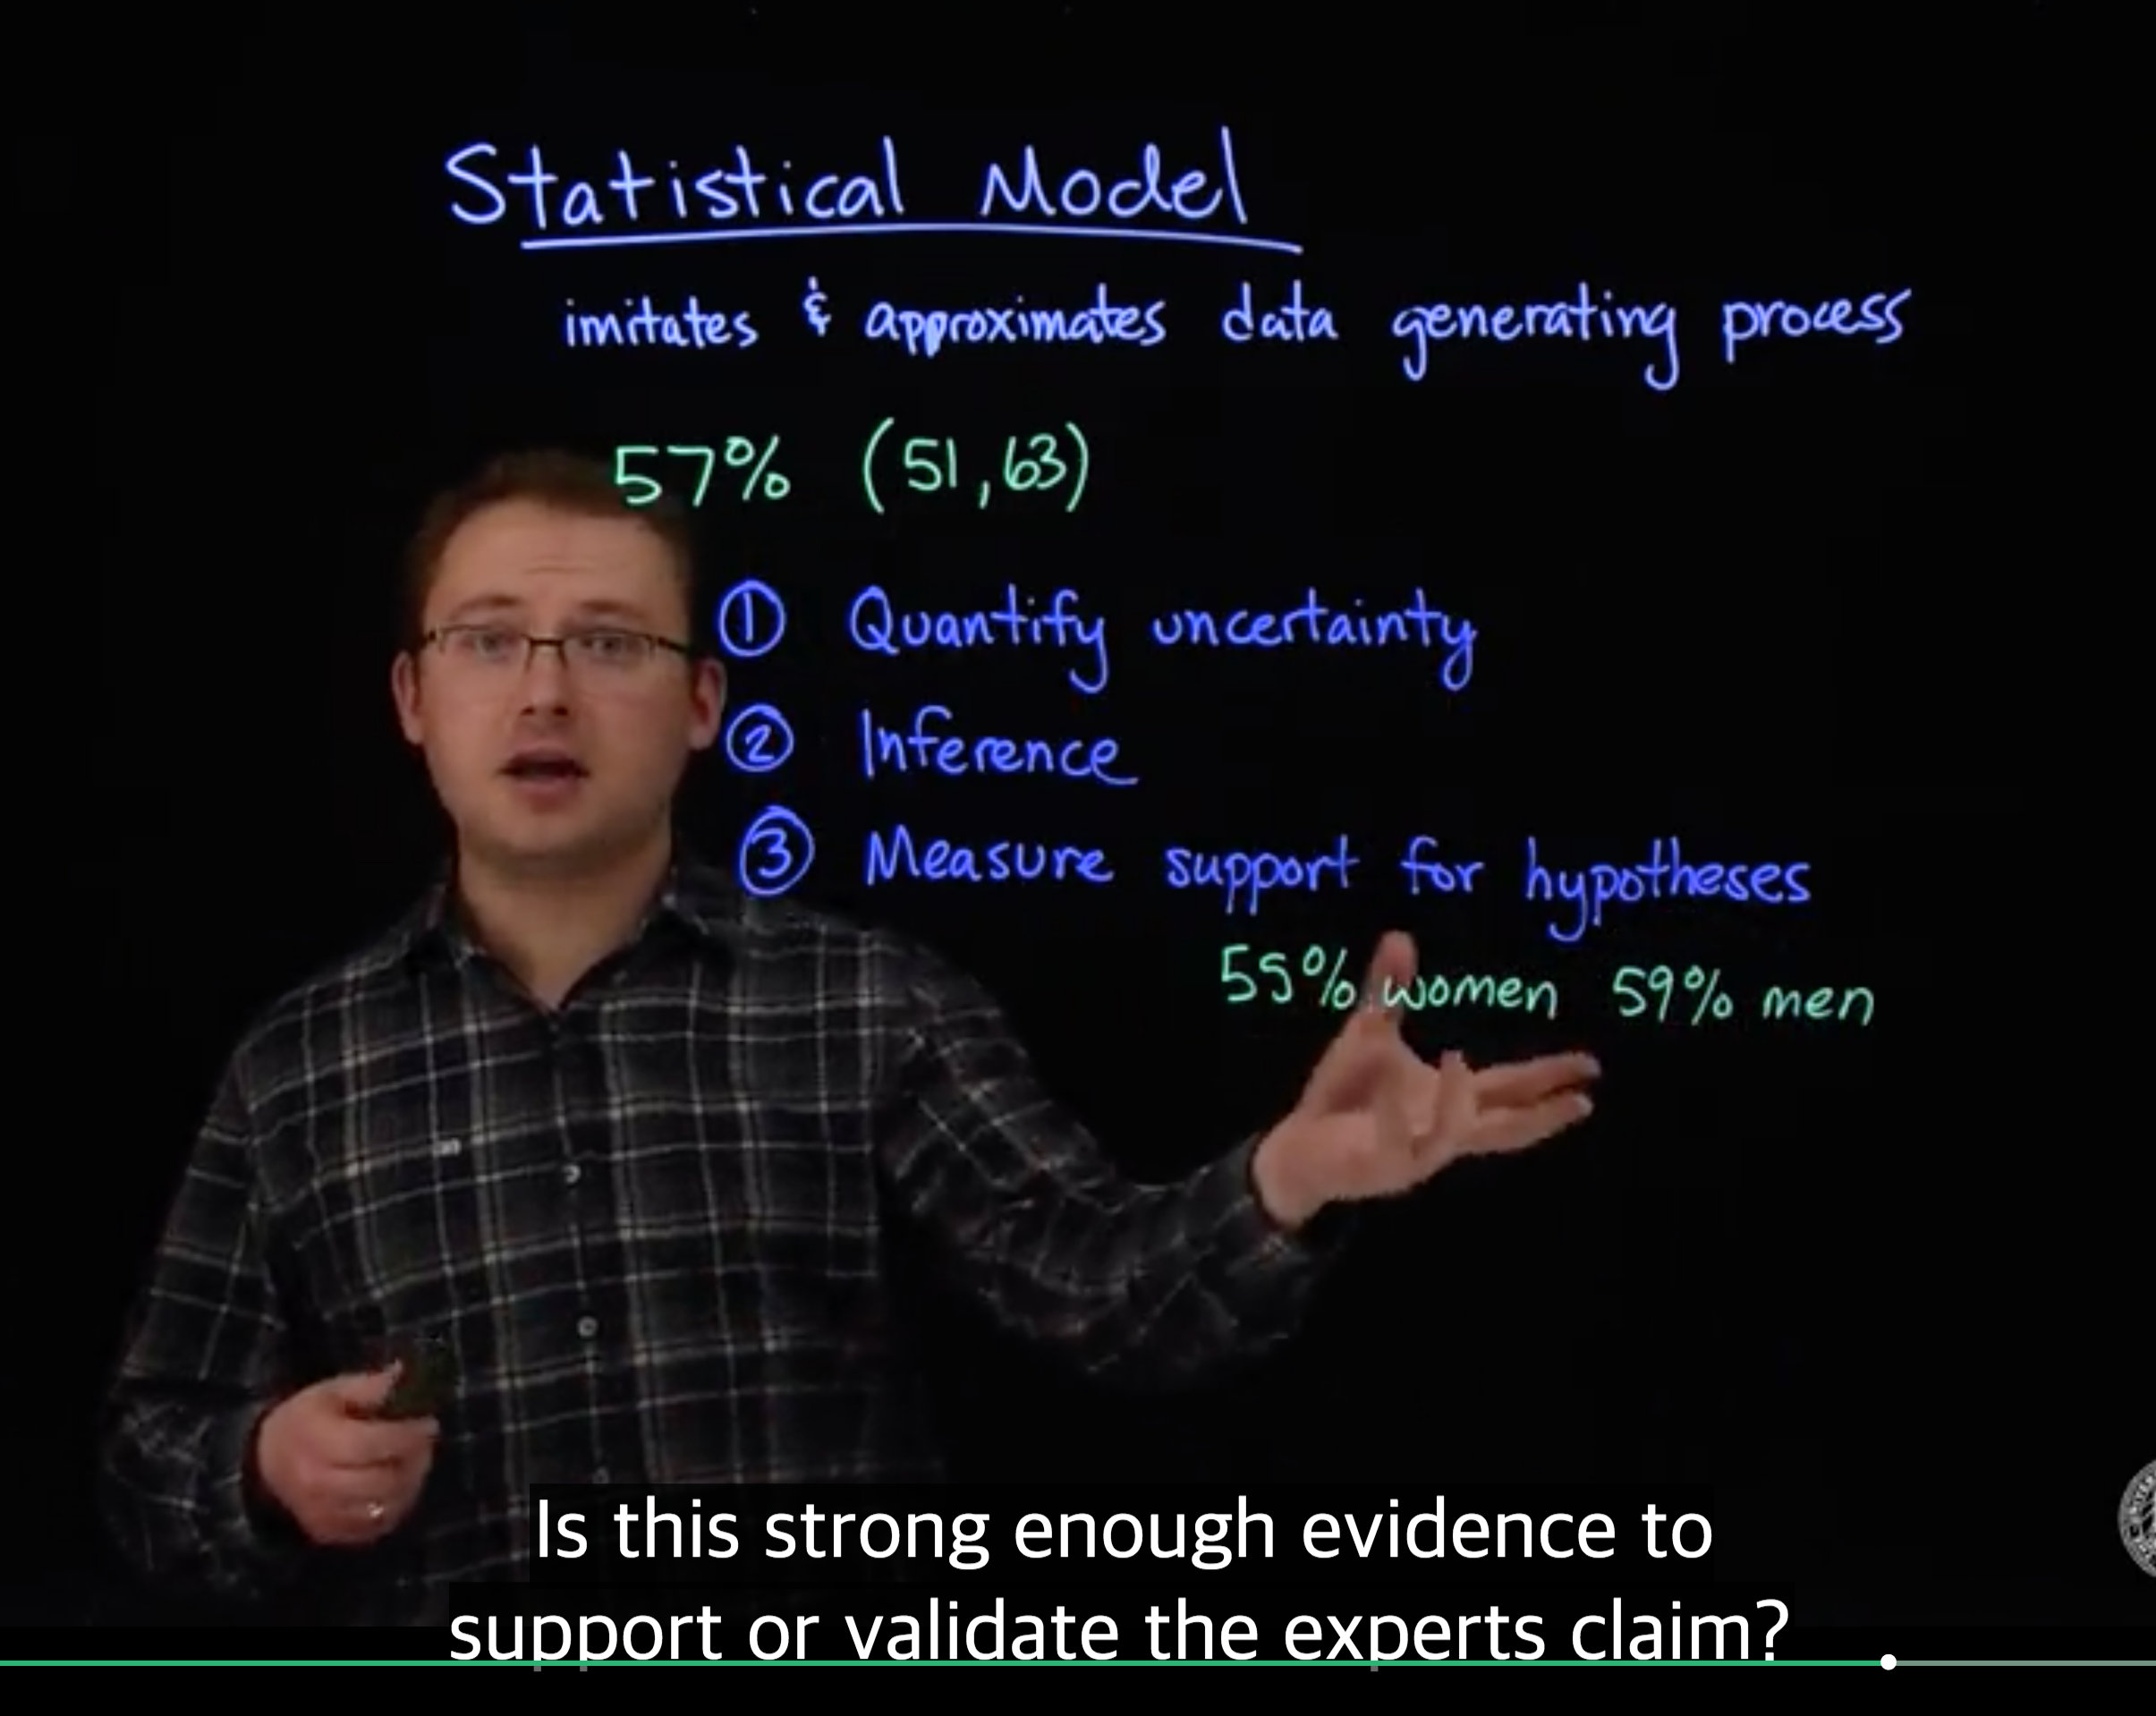 Statistical Model
imitates & approximates data generating process
57% (51, 63)
① Quantify uncertainty
② Inference
③ Measure support for hypotheses
55% women 59% men
Is this strong enough evidence to
support or validate the experts claim?